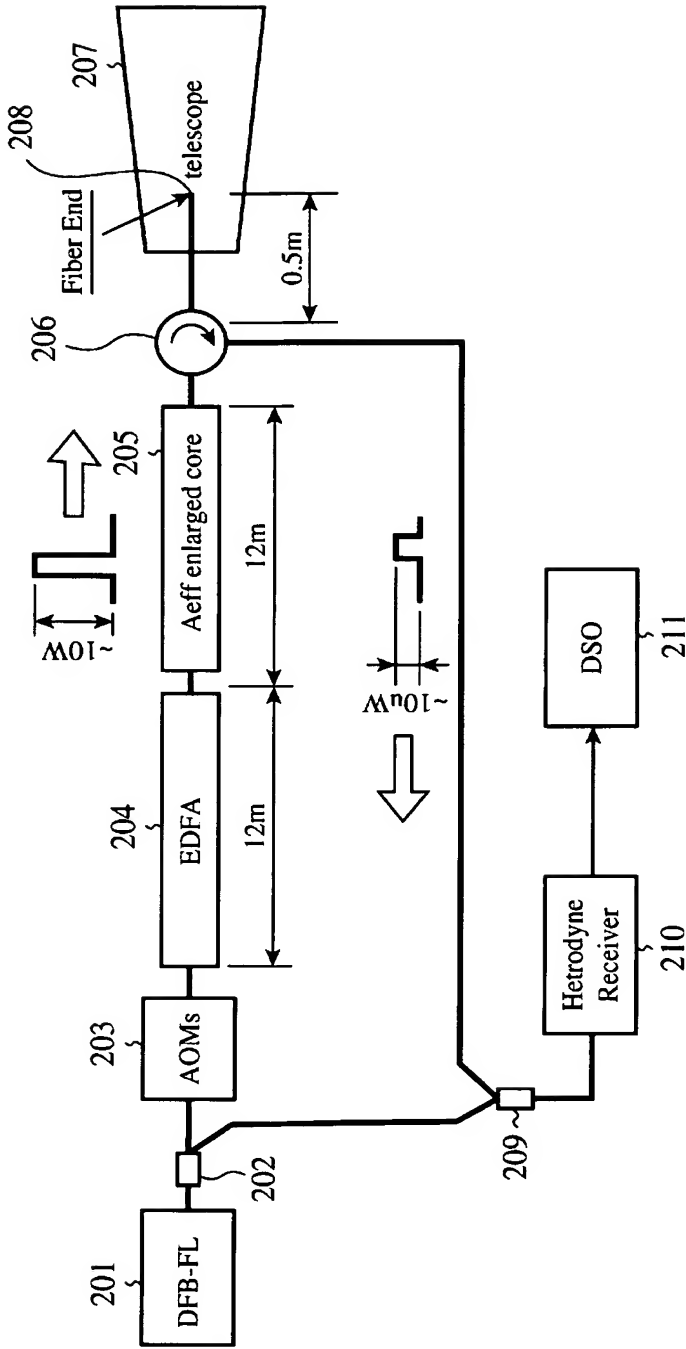 201
DFB-FL
202
203
AOMs
204
EDFA
12m
~10W
205
Aeff enlarged core
12m
206
Fiber End
208
207
telescope
0.5m
~10uW
209
Hetrodyne
Receiver
210
DSO
211